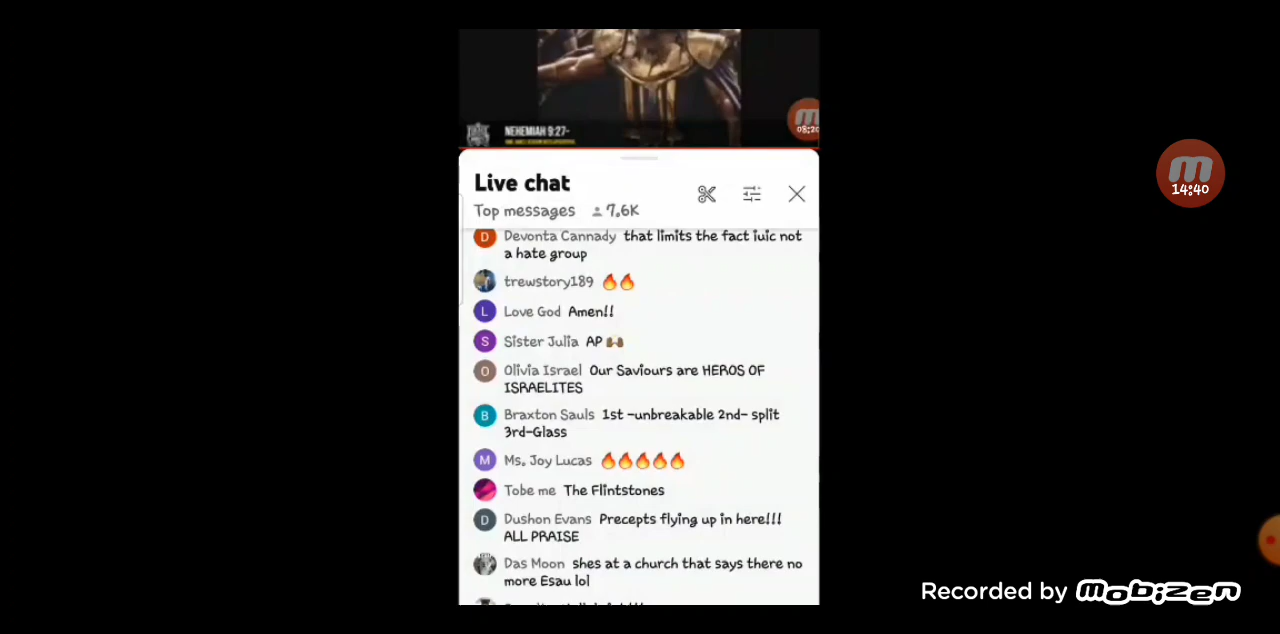 NEHEMIAH 9:27-
08:20
14:40
Live chat
Top messages 7.6K
Devonta Cannady that limits the fact iuic not
a hate group
trewstory189 🔥🔥
Love God Amen!!
Sister Julia AP 🙌🏾
Olivia Israel Our Saviours are HEROS OF
ISRAELITES
Braxton Sauls 1st -unbreakable 2nd- split
3rd-Glass
Ms. Joy Lucas 🔥🔥🔥🔥🔥
Tobe me The Flintstones
Dushon Evans Precepts flying up in here!!!
ALL PRAISE
Das Moon shes at a church that says there no
more Esau lol
Recorded by mobizen